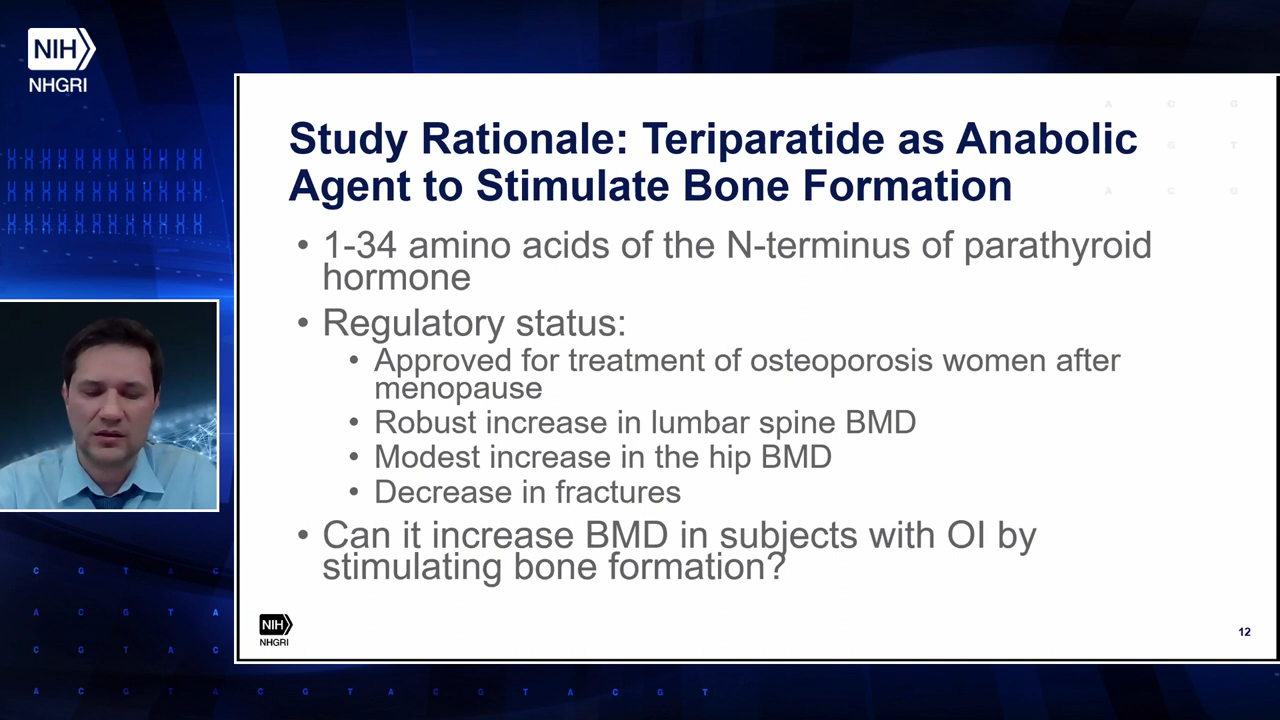 NIH
NHGRI
A C G
G T
A C G
Study Rationale: Teriparatide as Anabolic
Agent to Stimulate Bone Formation
• 1-34 amino acids of the N-terminus of parathyroid
hormone
• Regulatory status:
• Approved for treatment of osteoporosis women after
menopause
• Robust increase in lumbar spine BMD
• Modest increase in the hip BMD
• Decrease in fractures
• Can it increase BMD in subjects with OI by
stimulating bone formation?
NIH
NHGRI
12
C G T A C
A C G T A
C G T A C
A C G T A C G T A C G T A C G T